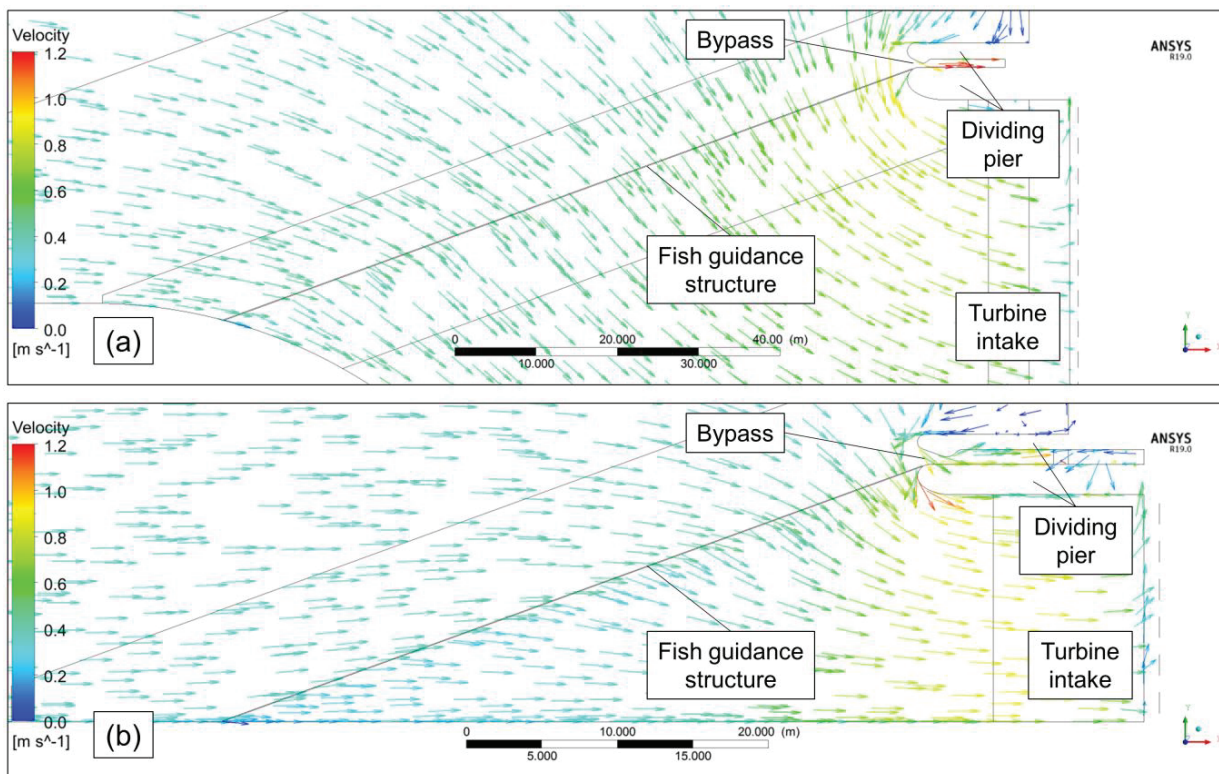 Velocity
1.2
1.0
0.8
0.6
0.4
0.2
0.0
[m s^-1]
(a)
Bypass
ANSYS
R19.0
Dividing
pier
Fish guidance
structure
Turbine
intake
0 20.000 40.00 (m)
10.000 30.000
Velocity
1.2
1.0
0.8
0.6
0.4
0.2
0.0
[m s^-1]
(b)
Bypass
ANSYS
R19.0
Dividing
pier
Fish guidance
structure
Turbine
intake
0 10.000 20.000 (m)
5.000 15.000